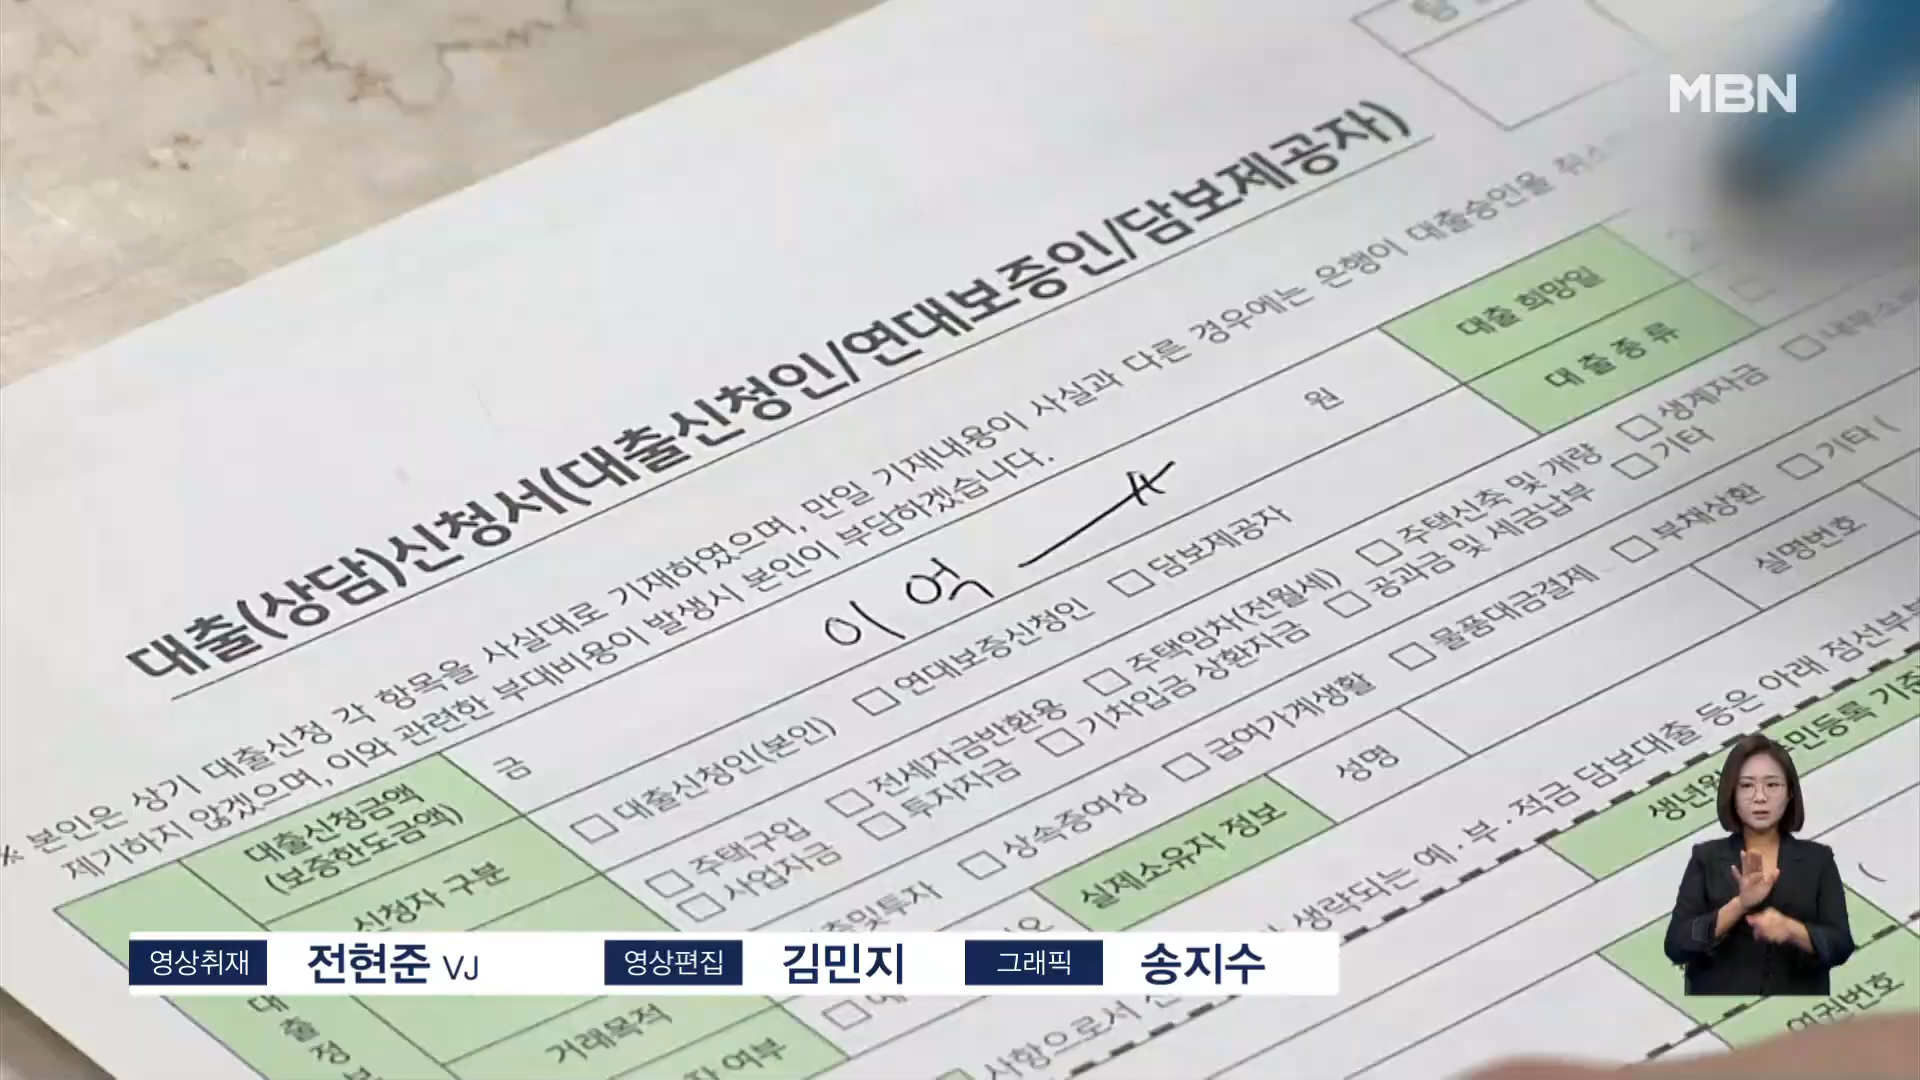 MBN
대출(상담)신청서(대출신청인/연대보증인/담보제공자)
※ 본인은 상기 대출신청 각 항목을 사실대로 기재하였으며, 만일 기재내용이 사실과 다른 경우에는 은행이 대출승인을
제기하지 않겠으며, 이와 관련한 부대비용이 발생시 본인이 부담하겠습니다.
대출신청금액
(보증한도금액)
금
이억
원
대출 희망일
신청자 구분
□ 대출신청인(본인) □ 연대보증신청인 □ 담보제공자
대출종류
□ 주택구입 □ 전세자금반환용 □ 주택임차(전월세) □ 주택신축 및 개량 □ 생계자금
□ 사업자금 □ 투자자금 □ 기차입금 상환자금 □ 공과금 및 세금납부 □ 기타
□ 상속증여성 □ 급여가계생활 □ 물품대금결제 □ 부채상환 □ 기타 (
거래목적
실제소유자 정보
성명
실명번호
생략되는 예·부·적금 담보대출 등은 아래
여권번호
영상취재 전현준 VJ 영상편집 김민지 그래픽 송지수